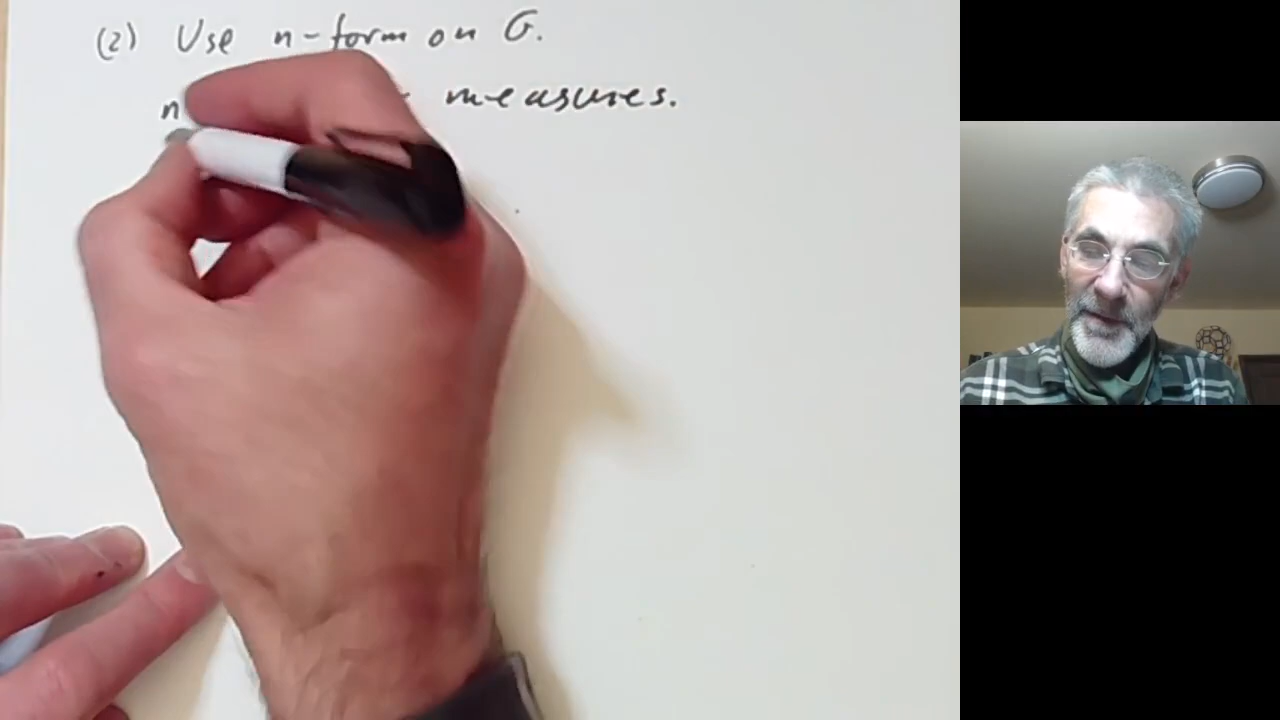 (2) Use n-form on G.
n measures.